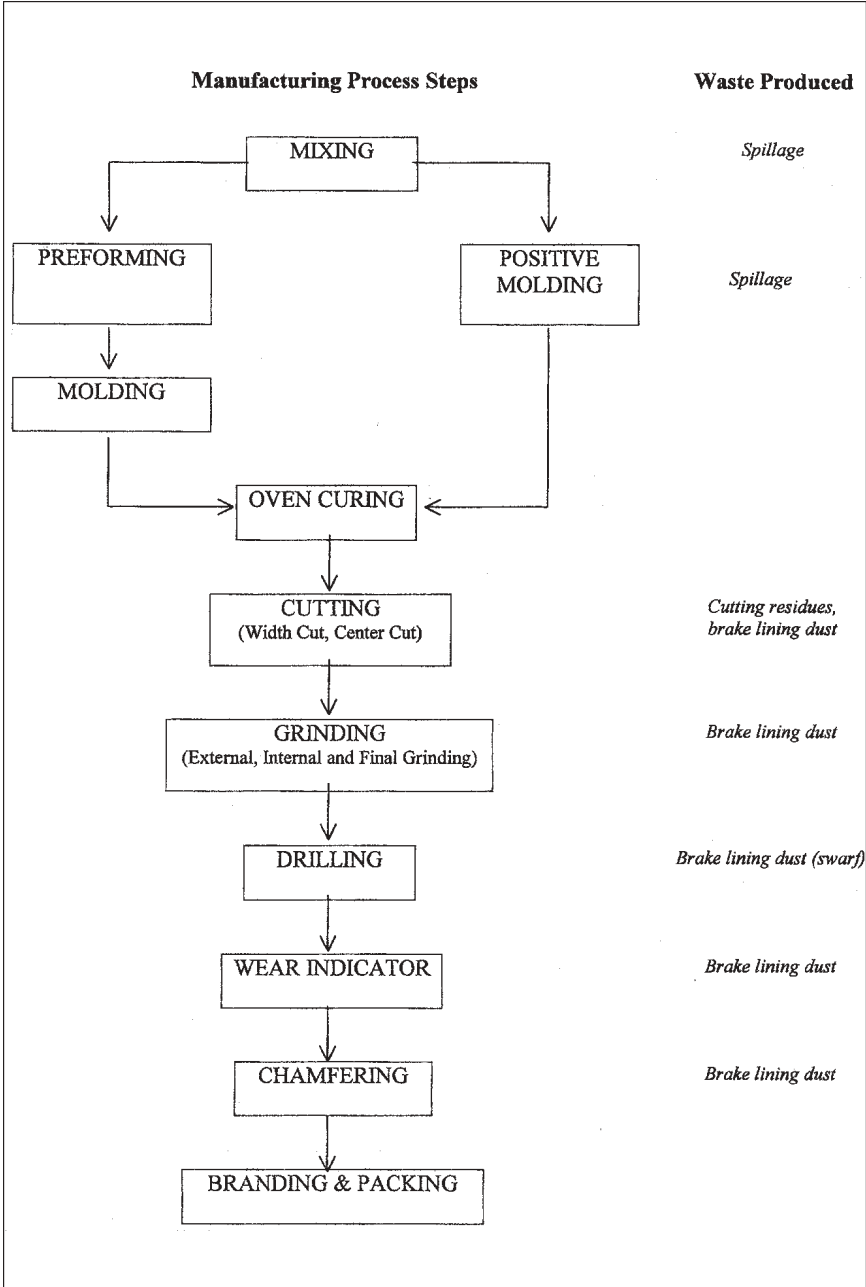 Manufacturing Process Steps Waste Produced
MIXING Spillage
PREFORMING
POSITIVE
MOLDING
Spillage
MOLDING
OVEN CURING
CUTTING
(Width Cut, Center Cut)
Cutting residues,
brake lining dust
GRINDING
(External, Internal and Final Grinding)
Brake lining dust
DRILLING Brake lining dust (swarf)
WEAR INDICATOR Brake lining dust
CHAMFERING Brake lining dust
BRANDING & PACKING